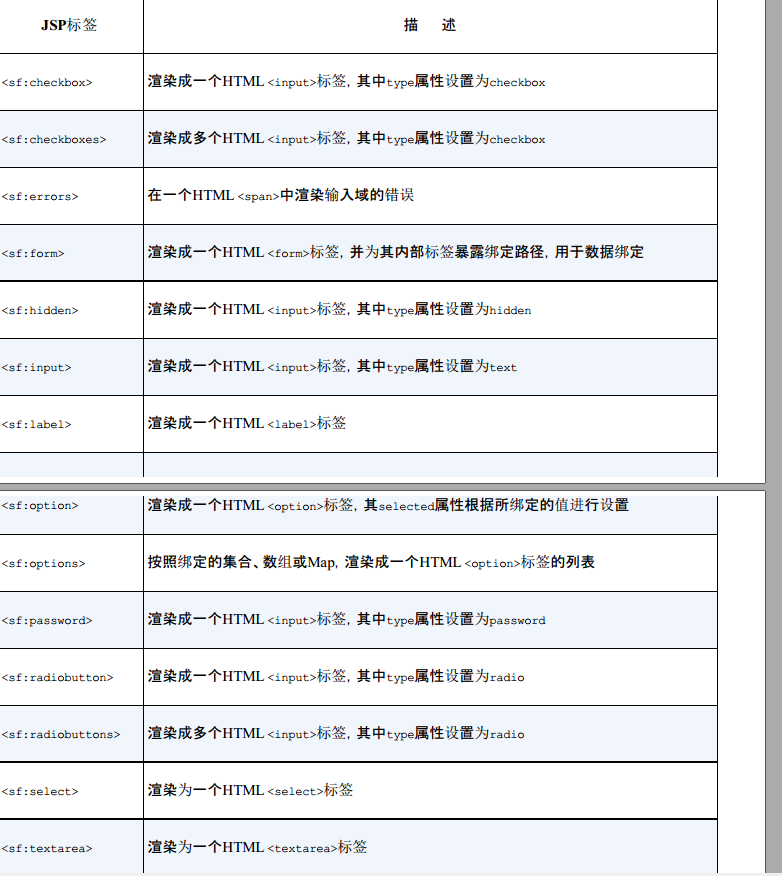 JSP标签 描 述
<sf:checkbox> 渲染成一个HTML <input>标签,其中type属性设置为checkbox
<sf:checkboxes> 渲染成多个HTML <input>标签,其中type属性设置为checkbox
<sf:errors> 在一个HTML <span>中渲染输入域的错误
<sf:form> 渲染成一个HTML <form>标签,并为其内部标签暴露绑定路径,用于数据绑定
<sf:hidden> 渲染成一个HTML <input>标签,其中type属性设置为hidden
<sf:input> 渲染成一个HTML <input>标签,其中type属性设置为text
<sf:label> 渲染成一个HTML <label>标签
<sf:option> 渲染成一个HTML <option>标签,其selected属性根据所绑定的值进行设置
<sf:options> 按照绑定的集合、数组或Map,渲染成一个HTML <option>标签的列表
<sf:password> 渲染成一个HTML <input>标签,其中type属性设置为password
<sf:radiobutton> 渲染成一个HTML <input>标签,其中type属性设置为radio
<sf:radiobuttons> 渲染成多个HTML <input>标签,其中type属性设置为radio
<sf:select> 渲染为一个HTML <select>标签
<sf:textarea> 渲染为一个HTML <textarea>标签